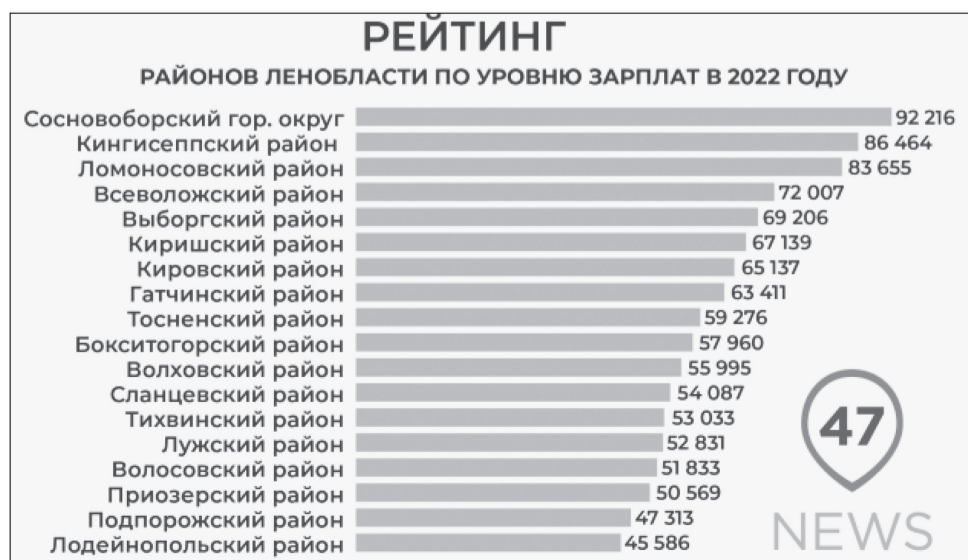 РЕЙТИНГ
РАЙОНОВ ЛЕНОБЛАСТИ ПО УРОВНЮ ЗАРПЛАТ В 2022 ГОДУ
Сосновоборский гор. округ 92 216
Кингисеппский район 86 464
Ломоносовский район 83 655
Всеволожский район 72 007
Выборгский район 69 206
Киришский район 67 139
Кировский район 65 137
Гатчинский район 63 411
Тосненский район 59 276
Бокситогорский район 57 960
Волховский район 55 995
Сланцевский район 54 087
Тихвинский район 53 033
Лужский район 52 831
Волосовский район 51 833
Приозерский район 50 569
Подпорожский район 47 313
Лодейнопольский район 45 586
47
NEWS